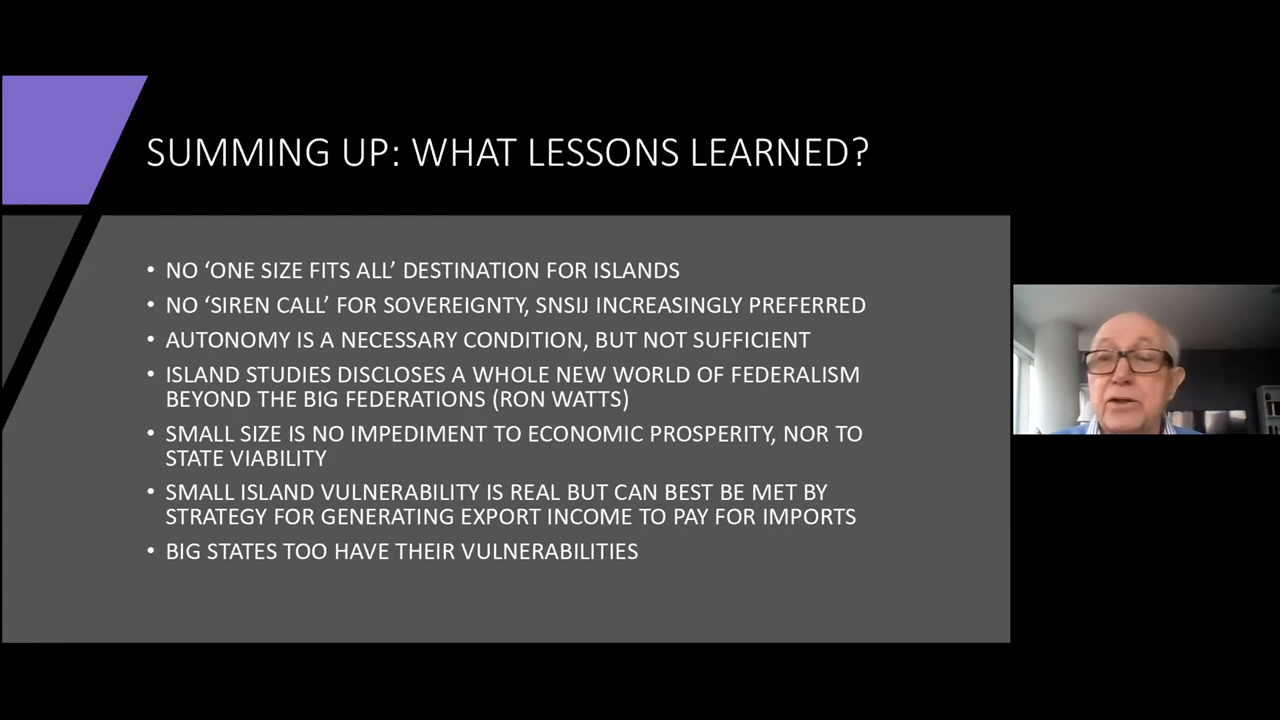 SUMMING UP: WHAT LESSONS LEARNED?
• NO ‘ONE SIZE FITS ALL’ DESTINATION FOR ISLANDS
• NO ‘SIREN CALL’ FOR SOVEREIGNTY, SNSIJ INCREASINGLY PREFERRED
• AUTONOMY IS A NECESSARY CONDITION, BUT NOT SUFFICIENT
• ISLAND STUDIES DISCLOSES A WHOLE NEW WORLD OF FEDERALISM
BEYOND THE BIG FEDERATIONS (RON WATTS)
• SMALL SIZE IS NO IMPEDIMENT TO ECONOMIC PROSPERITY, NOR TO
STATE VIABILITY
• SMALL ISLAND VULNERABILITY IS REAL BUT CAN BEST BE MET BY
STRATEGY FOR GENERATING EXPORT INCOME TO PAY FOR IMPORTS
• BIG STATES TOO HAVE THEIR VULNERABILITIES